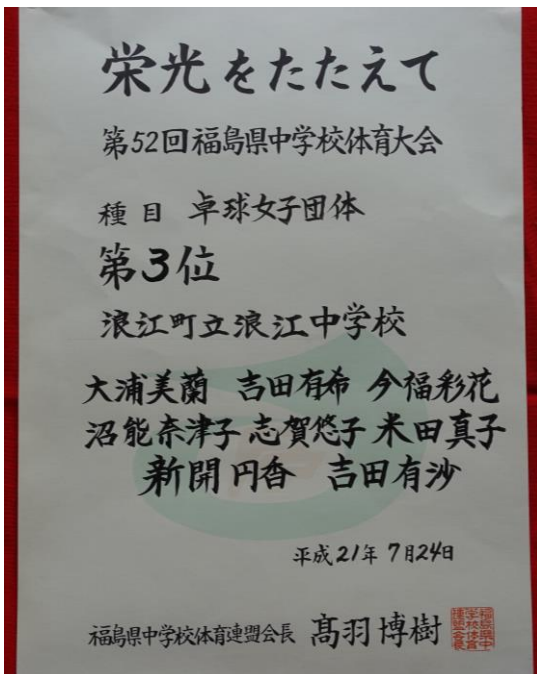 栄光をたたえて
第52回福島県中学校体育大会
種目 卓球女子団体
第3位
浪江町立浪江中学校
大浦美蘭 吉田有希 今福彩花
沼能奈津子 志賀悠子 米田真子
新開円香 吉田有沙
平成21年7月24日
福島県中学校体育連盟会長 髙羽博樹